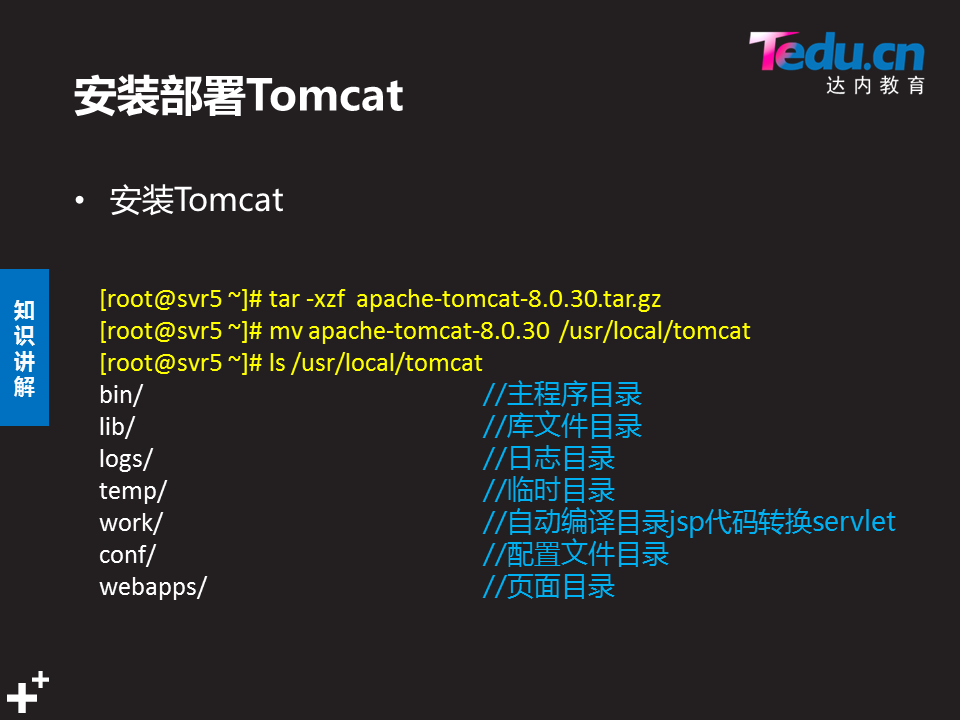 Tedu.cn
达内教育
安装部署Tomcat
• 安装Tomcat
知识讲解
[root@svr5 ~]# tar -xzf  apache-tomcat-8.0.30.tar.gz
[root@svr5 ~]# mv apache-tomcat-8.0.30  /usr/local/tomcat
[root@svr5 ~]# ls /usr/local/tomcat
bin/ //主程序目录
lib/ //库文件目录
logs/ //日志目录
temp/ //临时目录
work/ //自动编译目录jsp代码转换servlet
conf/ //配置文件目录
webapps/ //页面目录